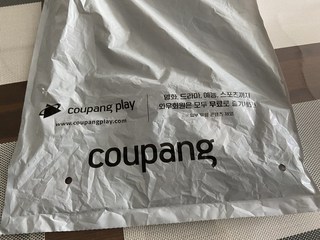 coupang play
www.coupangplay.com
영화, 드라마, 예능, 스포츠까지
와우회원은 모두 무료로 즐기세요
coupang